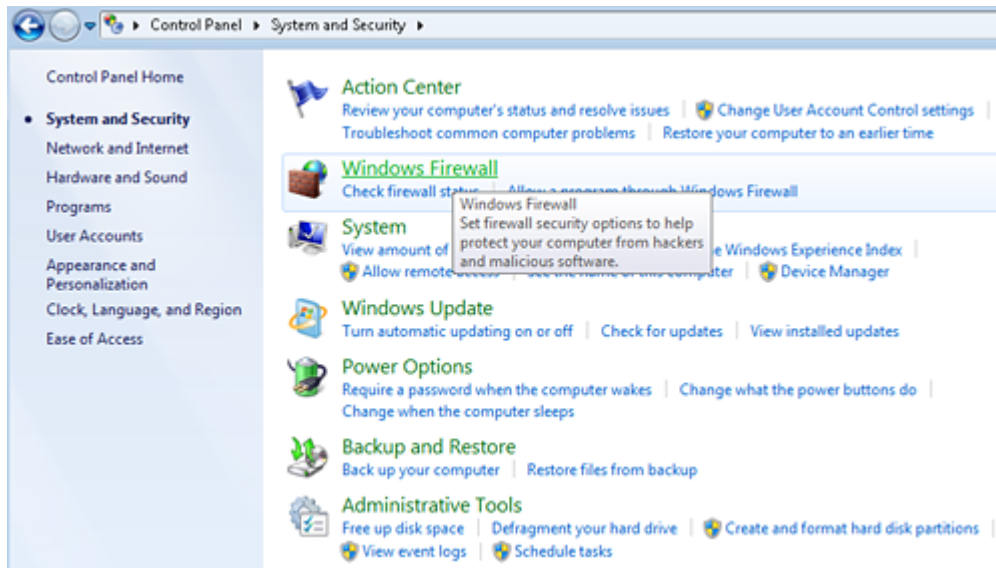 Control Panel ▸ System and Security ▸
Control Panel Home
System and Security
Network and Internet
Hardware and Sound
Programs
User Accounts
Appearance and
Personalization
Clock, Language, and Region
Ease of Access
Action Center
Review your computer's status and resolve issues | Change User Account Control settings |
Troubleshoot common computer problems | Restore your computer to an earlier time
Windows Firewall
Check firewall status | Allow a program through Windows Firewall
Windows Firewall
Set firewall security options to help
protect your computer from hackers
and malicious software.
System
View amount of e Windows Experience Index |
Allow remote access | See the name of this computer | Device Manager
Windows Update
Turn automatic updating on or off | Check for updates | View installed updates
Power Options
Require a password when the computer wakes | Change what the power buttons do |
Change when the computer sleeps
Backup and Restore
Back up your computer | Restore files from backup
Administrative Tools
Free up disk space | Defragment your hard drive | Create and format hard disk partitions |
View event logs | Schedule tasks